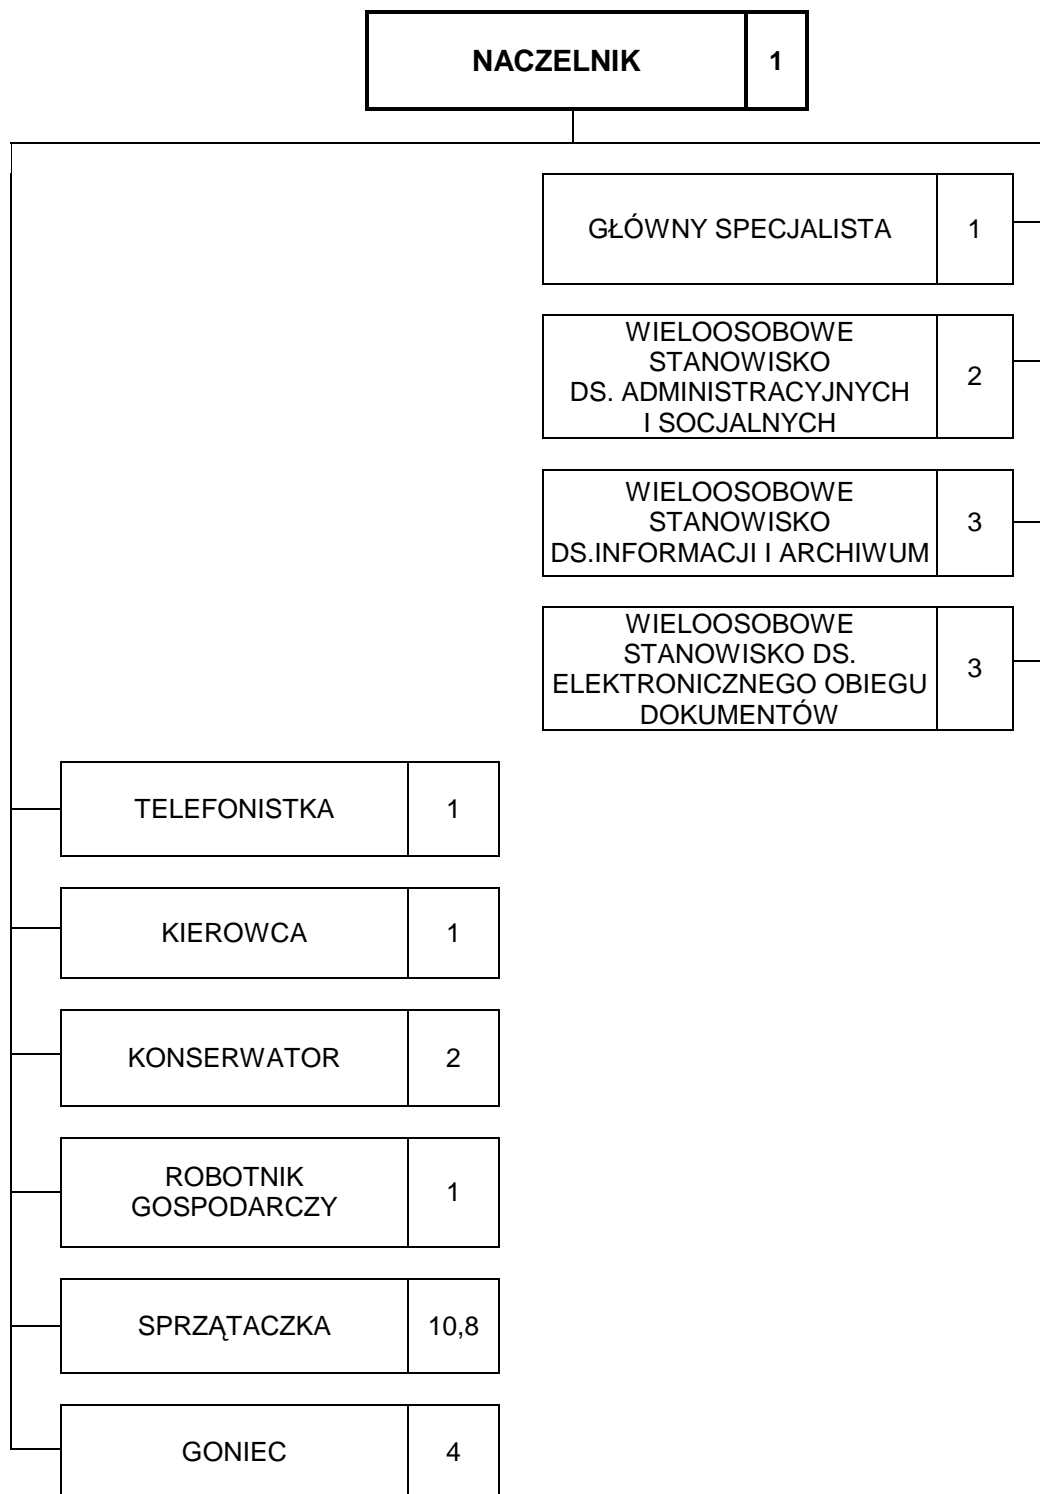 NACZELNIK 1
GŁÓWNY SPECJALISTA 1
WIELOOSOBOWE
STANOWISKO
DS. ADMINISTRACYJNYCH
I SOCJALNYCH
2
WIELOOSOBOWE
STANOWISKO
DS.INFORMACJI I ARCHIWUM
3
WIELOOSOBOWE
STANOWISKO DS.
ELEKTRONICZNEGO OBIEGU
DOKUMENTÓW
3
TELEFONISTKA 1
KIEROWCA 1
KONSERWATOR 2
ROBOTNIK
GOSPODARCZY
1
SPRZĄTACZKA 10,8
GONIEC 4